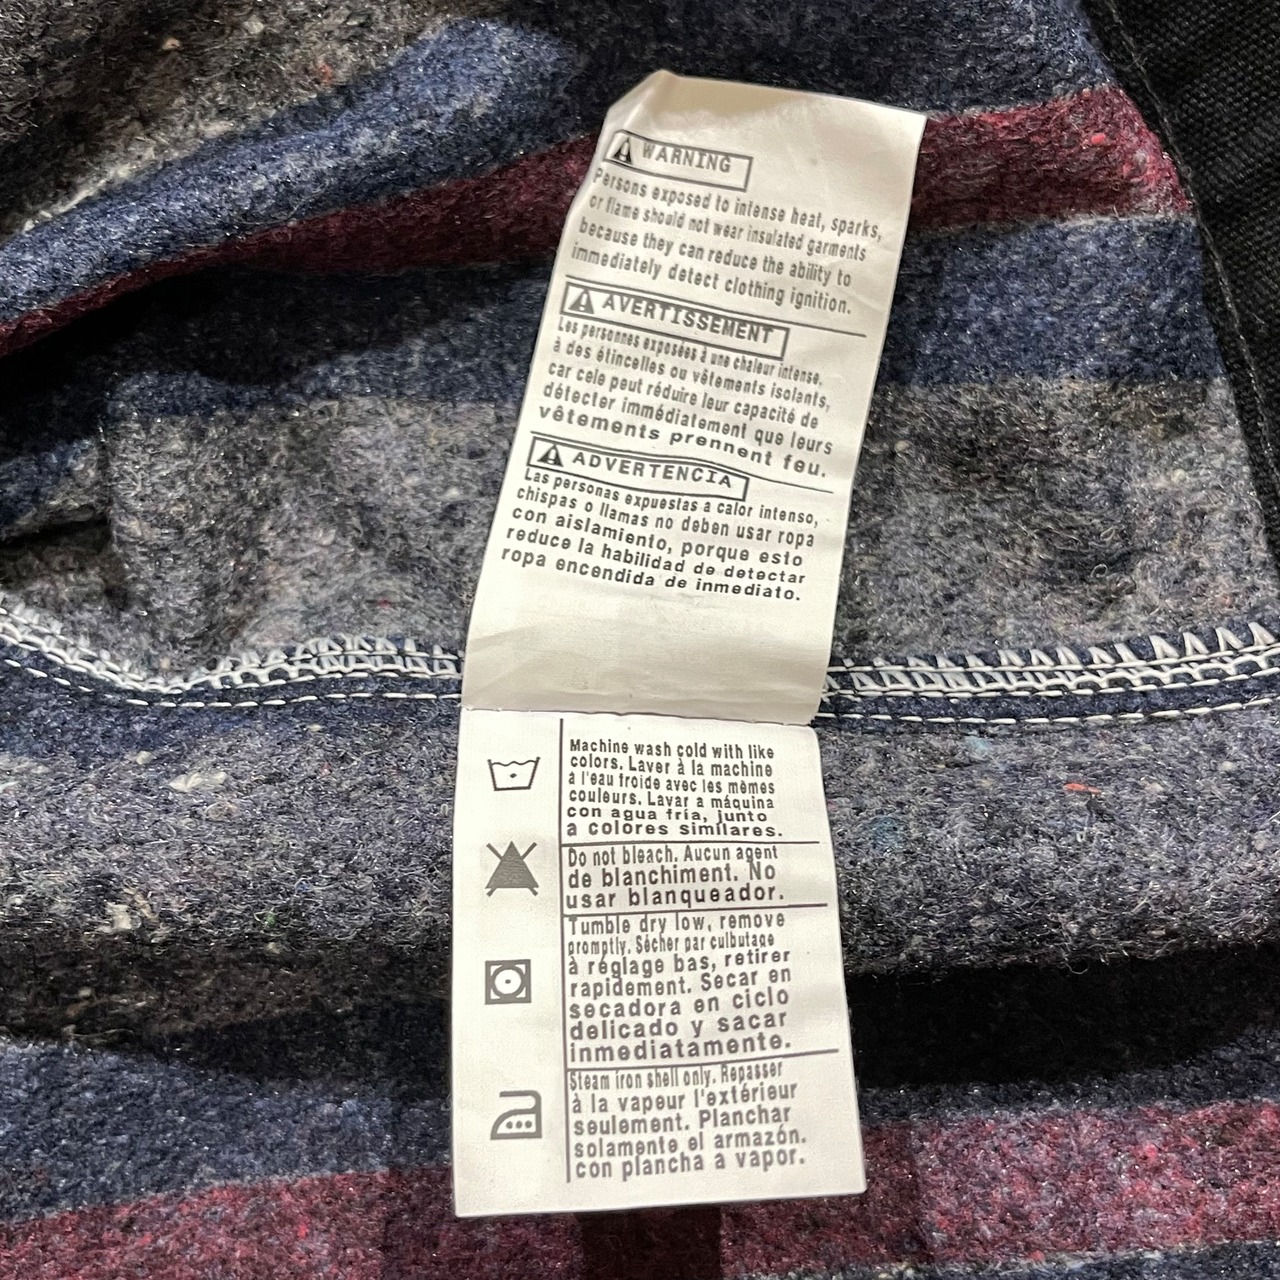 WARNING
Persons exposed to intense heat, sparks,
or flame should not wear insulated garments
because they can reduce the ability to
immediately detect clothing ignition.
AVERTISSEMENT
Les personnes exposées à une chaleur intense,
à des étincelles ou vêtements isolants,
car cele peut réduire leur capacité de
détecter immédiatement que leurs
vêtements prennent feu.
ADVERTENCIA
Las personas expuestas a calor intenso,
chispas o llamas no deben usar ropa
con aislamiento, porque esto
reduce la habilidad de detectar
ropa encendida de inmediato.
Machine wash cold with like
colors. Laver à la machine
à l'eau froide avec les mêmes
couleurs. Lavar a máquina
con agua fría, junto
a colores similares.
Do not bleach. Aucun agent
de blanchiment. No
usar blanqueador.
Tumble dry low, remove
promptly. Sécher par culbutage
à réglage bas, retirer
rapidement. Secar en
secadora en ciclo
delicado y sacar
inmediatamente.
Steam iron shell only. Repasser
à la vapeur l'extérieur
seulement. Planchar
solamente el armazón.
con plancha a vapor.